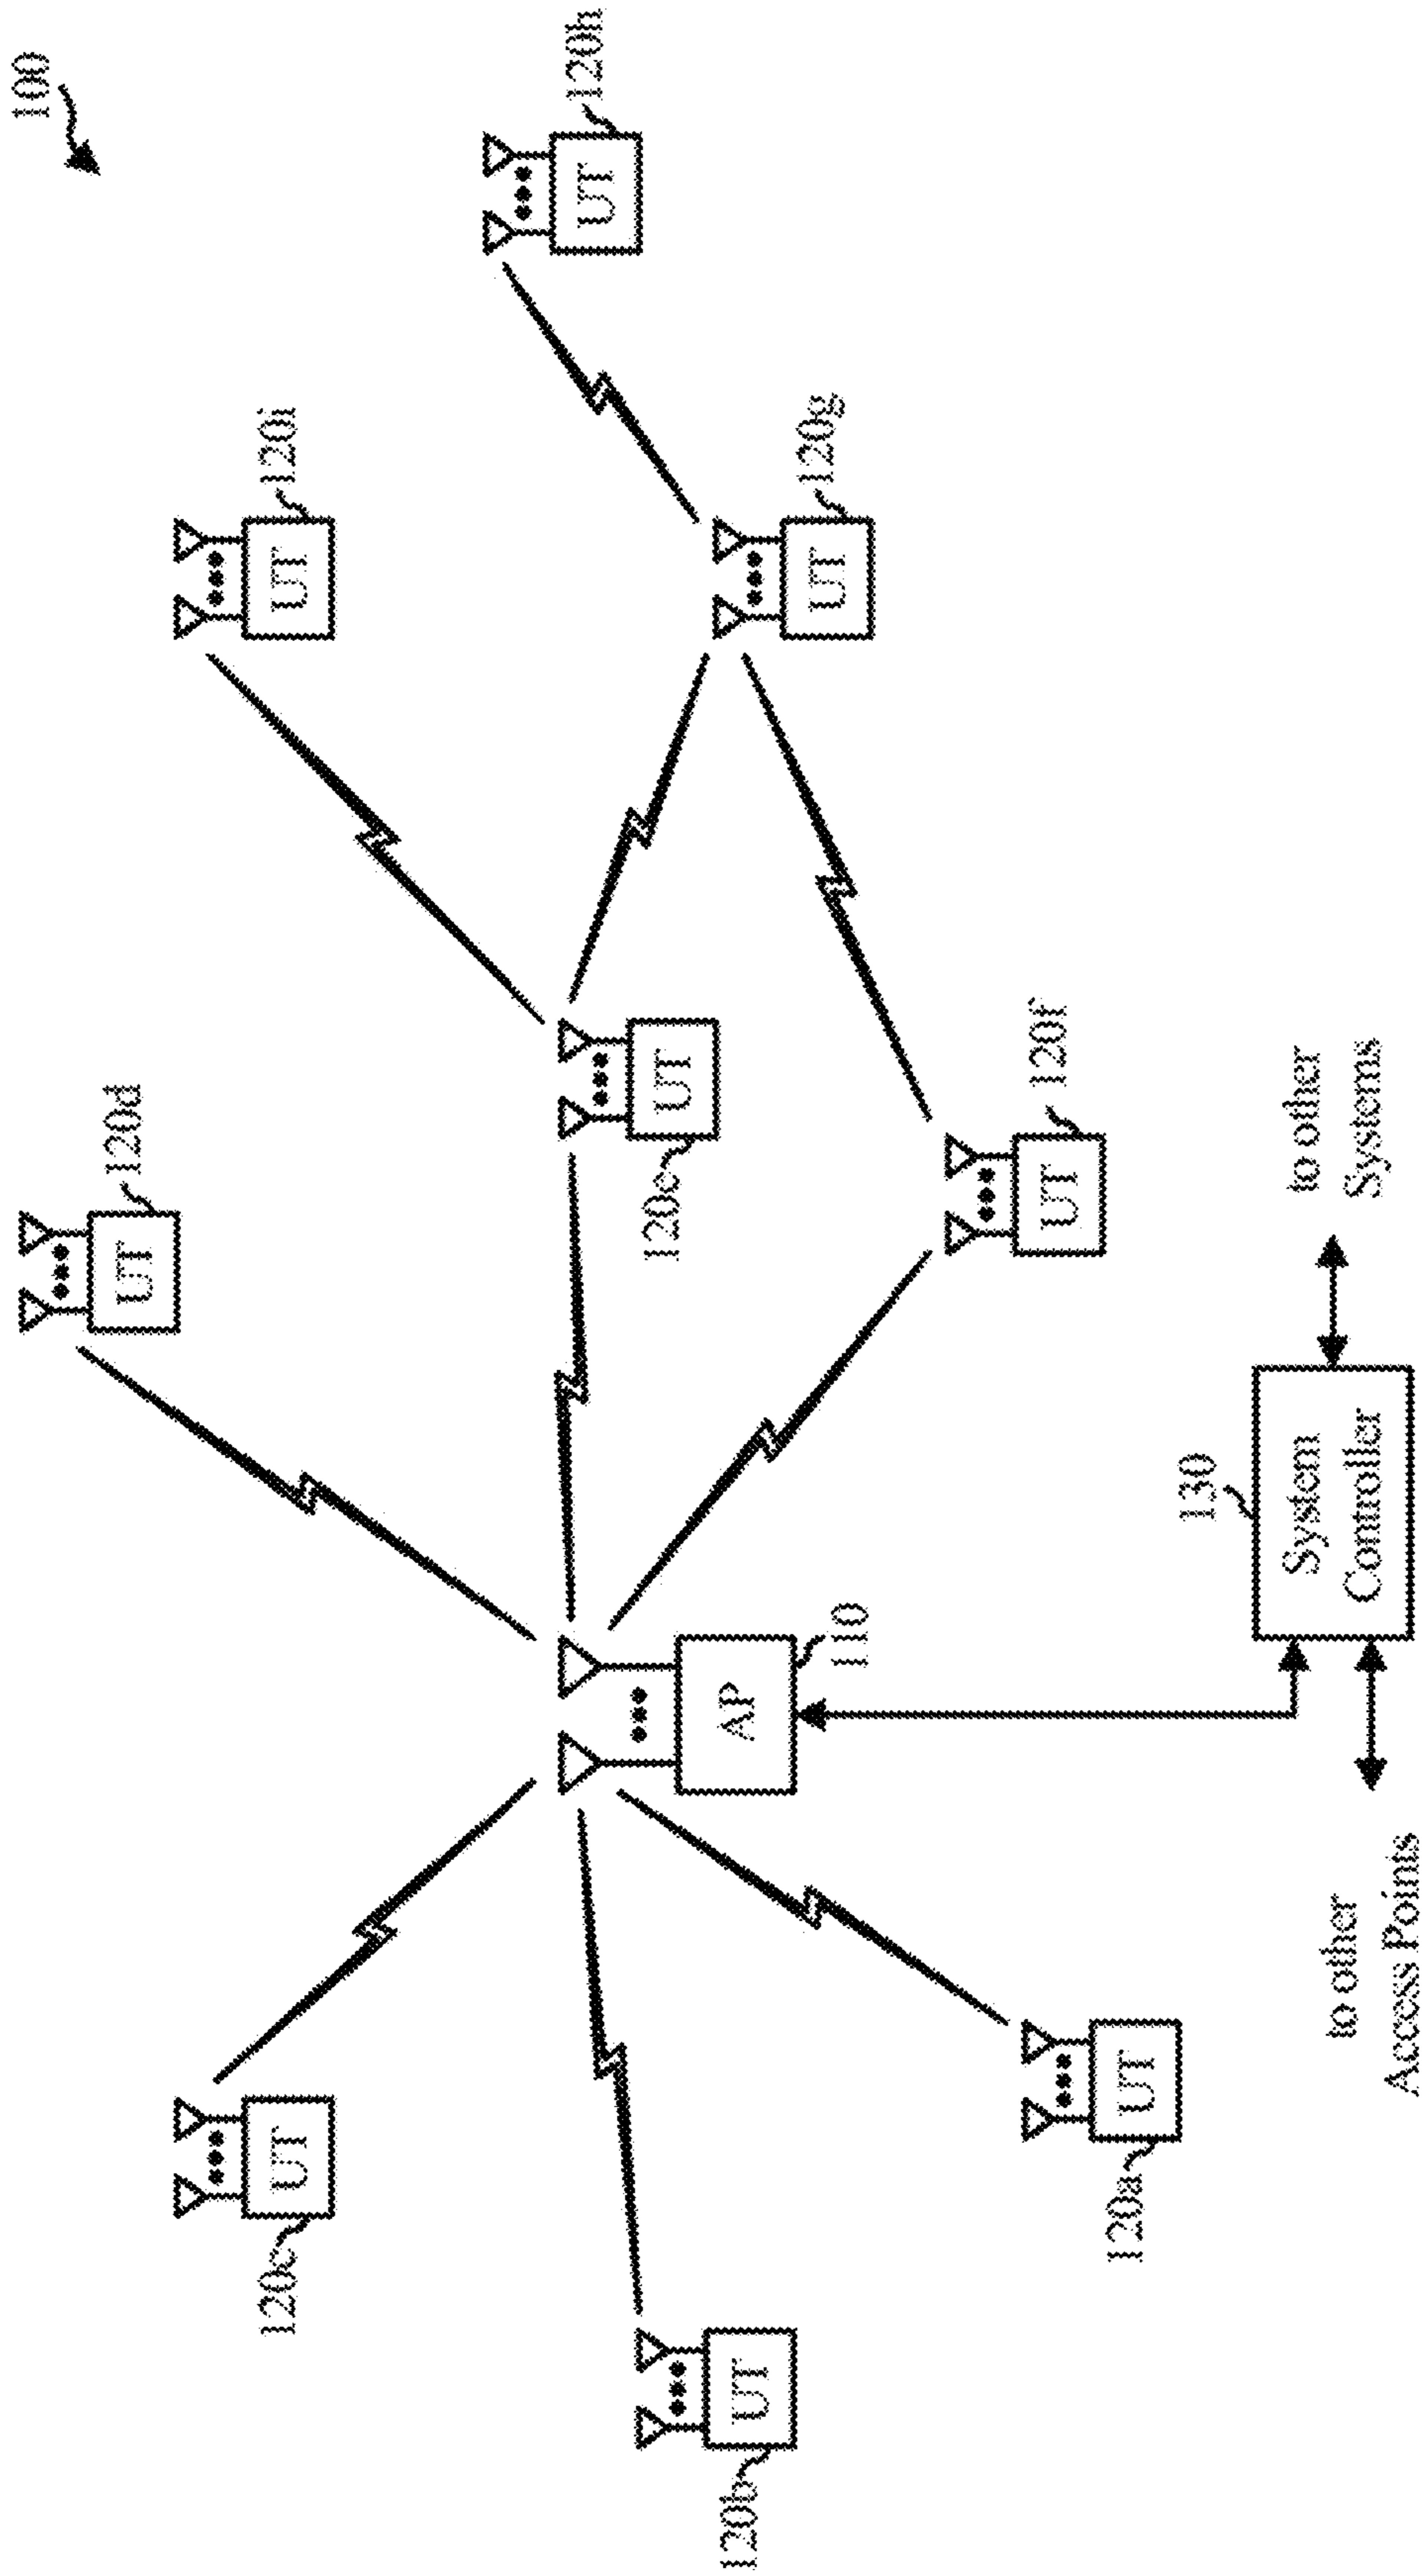 100
120d
UT
120i
UT
UT
120c
120h
UT
UT
120e
120g
UT
AP
UT
120b
110
120f
UT
UT
120a
130
System
Controller
to other
Systems
to other
Access Points